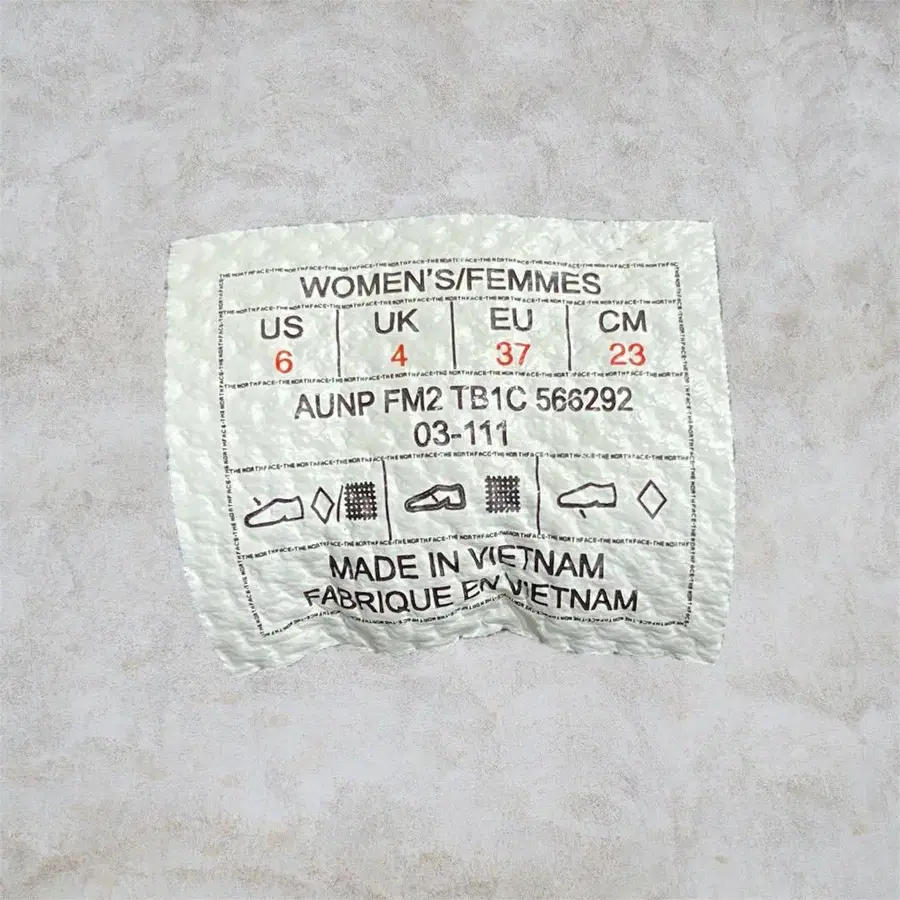 WOMEN'S/FEMMES
US UK EU CM
6 4 37 23
AUNP FM2 TB1C 566292
03-111
MADE IN VIETNAM
FABRIQUE EN VIETNAM